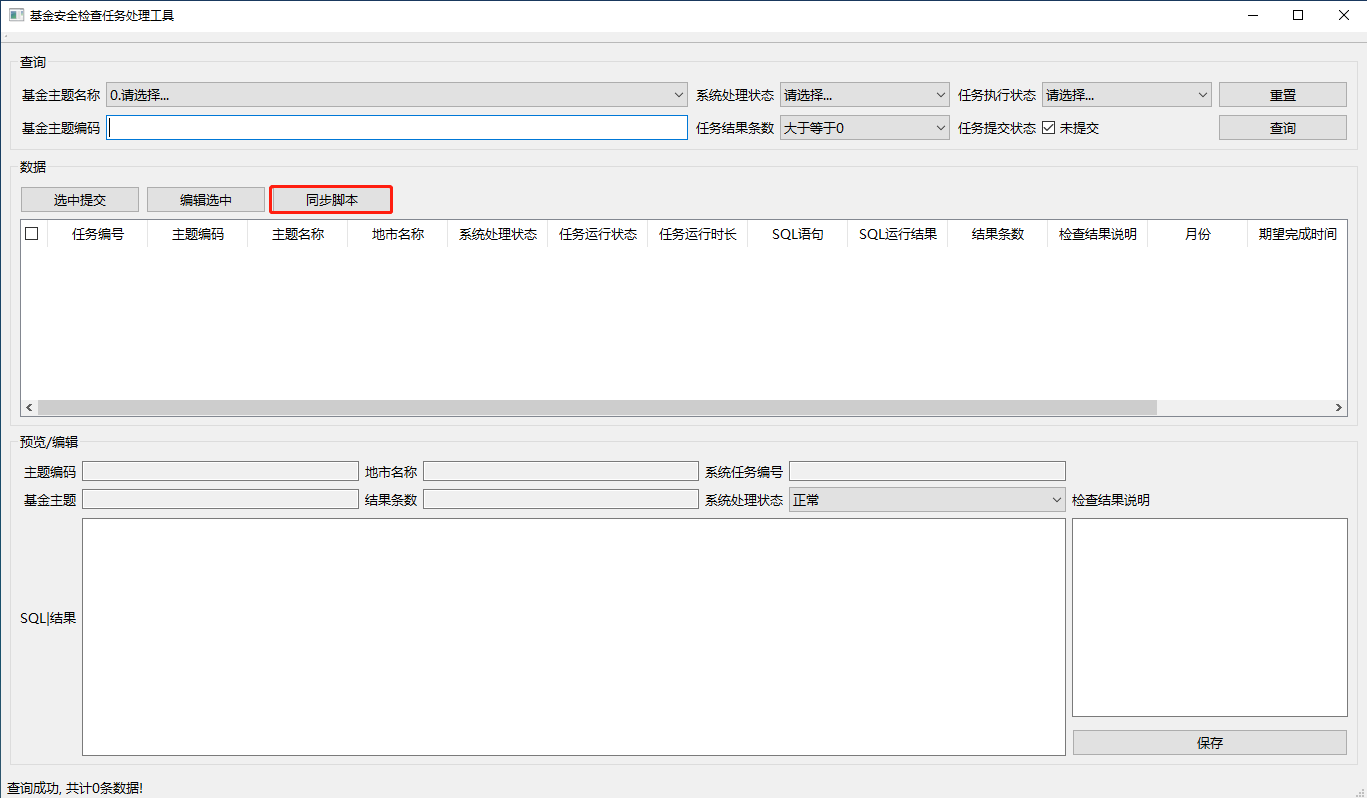 基金安全检查任务处理工具
查询
基金主题名称 0.请选择... 系统处理状态 请选择... 任务执行状态 请选择... 重置
基金主题编码 任务结果条数 大于等于0 任务提交状态 未提交 查询
数据
选中提交 编辑选中 同步脚本
任务编号 主题编码 主题名称 地市名称 系统处理状态 任务运行状态 任务运行时长 SQL语句 SQL运行结果 结果条数 检查结果说明 月份 期望完成时间
预览/编辑
主题编码 地市名称 系统任务编号
基金主题 结果条数 系统处理状态 正常 检查结果说明
SQL|结果
保存
查询成功, 共计0条数据!